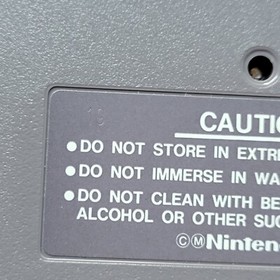 CAUTIO
● DO NOT STORE IN EXTRE
● DO NOT IMMERSE IN WA
● DO NOT CLEAN WITH BE
ALCOHOL OR OTHER SUC
©Ⓜ Nintend